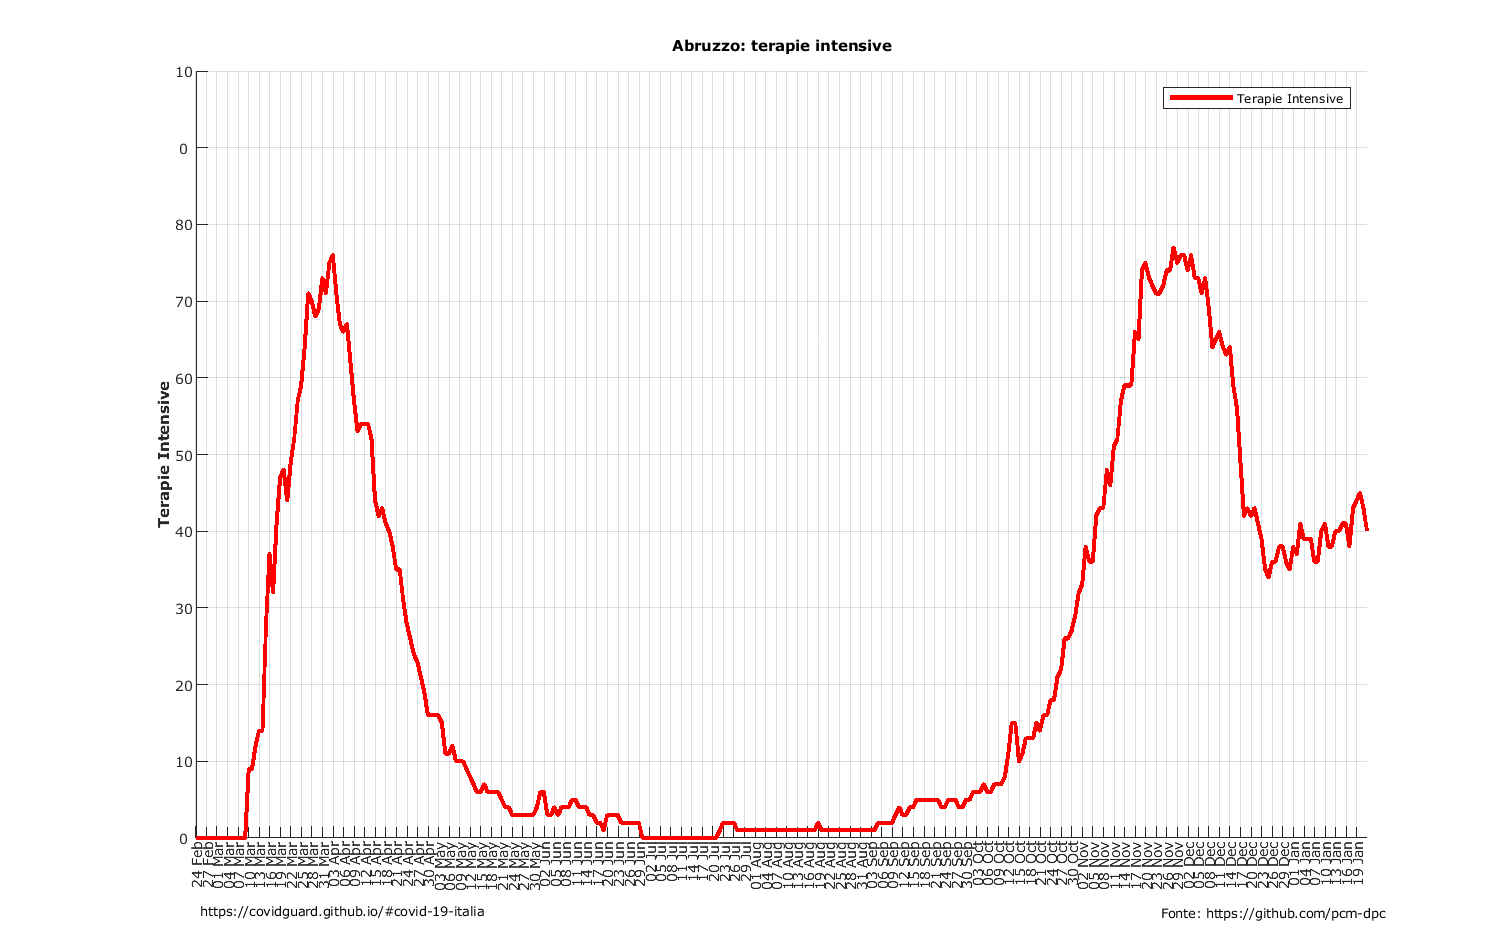 Abruzzo: terapie intensive
Terapie Intensive
Terapie Intensive
10
0
80
70
60
50
40
30
20
10
0
24 Feb
27 Feb
01 Mar
04 Mar
07 Mar
10 Mar
13 Mar
16 Mar
19 Mar
22 Mar
25 Mar
28 Mar
31 Mar
03 Apr
06 Apr
09 Apr
12 Apr
15 Apr
18 Apr
21 Apr
24 Apr
27 Apr
30 Apr
03 May
06 May
09 May
12 May
15 May
18 May
21 May
24 May
27 May
30 May
02 Jun
05 Jun
08 Jun
11 Jun
14 Jun
17 Jun
20 Jun
23 Jun
26 Jun
29 Jun
02 Jul
05 Jul
08 Jul
11 Jul
14 Jul
17 Jul
20 Jul
23 Jul
26 Jul
29 Jul
01 Aug
04 Aug
07 Aug
10 Aug
13 Aug
16 Aug
19 Aug
22 Aug
25 Aug
28 Aug
31 Aug
03 Sep
06 Sep
09 Sep
12 Sep
15 Sep
18 Sep
21 Sep
24 Sep
27 Sep
30 Sep
03 Oct
06 Oct
09 Oct
12 Oct
15 Oct
18 Oct
21 Oct
24 Oct
27 Oct
30 Oct
02 Nov
05 Nov
08 Nov
11 Nov
14 Nov
17 Nov
20 Nov
23 Nov
26 Nov
29 Nov
02 Dec
05 Dec
08 Dec
11 Dec
14 Dec
17 Dec
20 Dec
23 Dec
26 Dec
29 Dec
01 Jan
04 Jan
07 Jan
10 Jan
13 Jan
16 Jan
19 Jan
https://covidguard.github.io/#covid-19-italia
Fonte: https://github.com/pcm-dpc